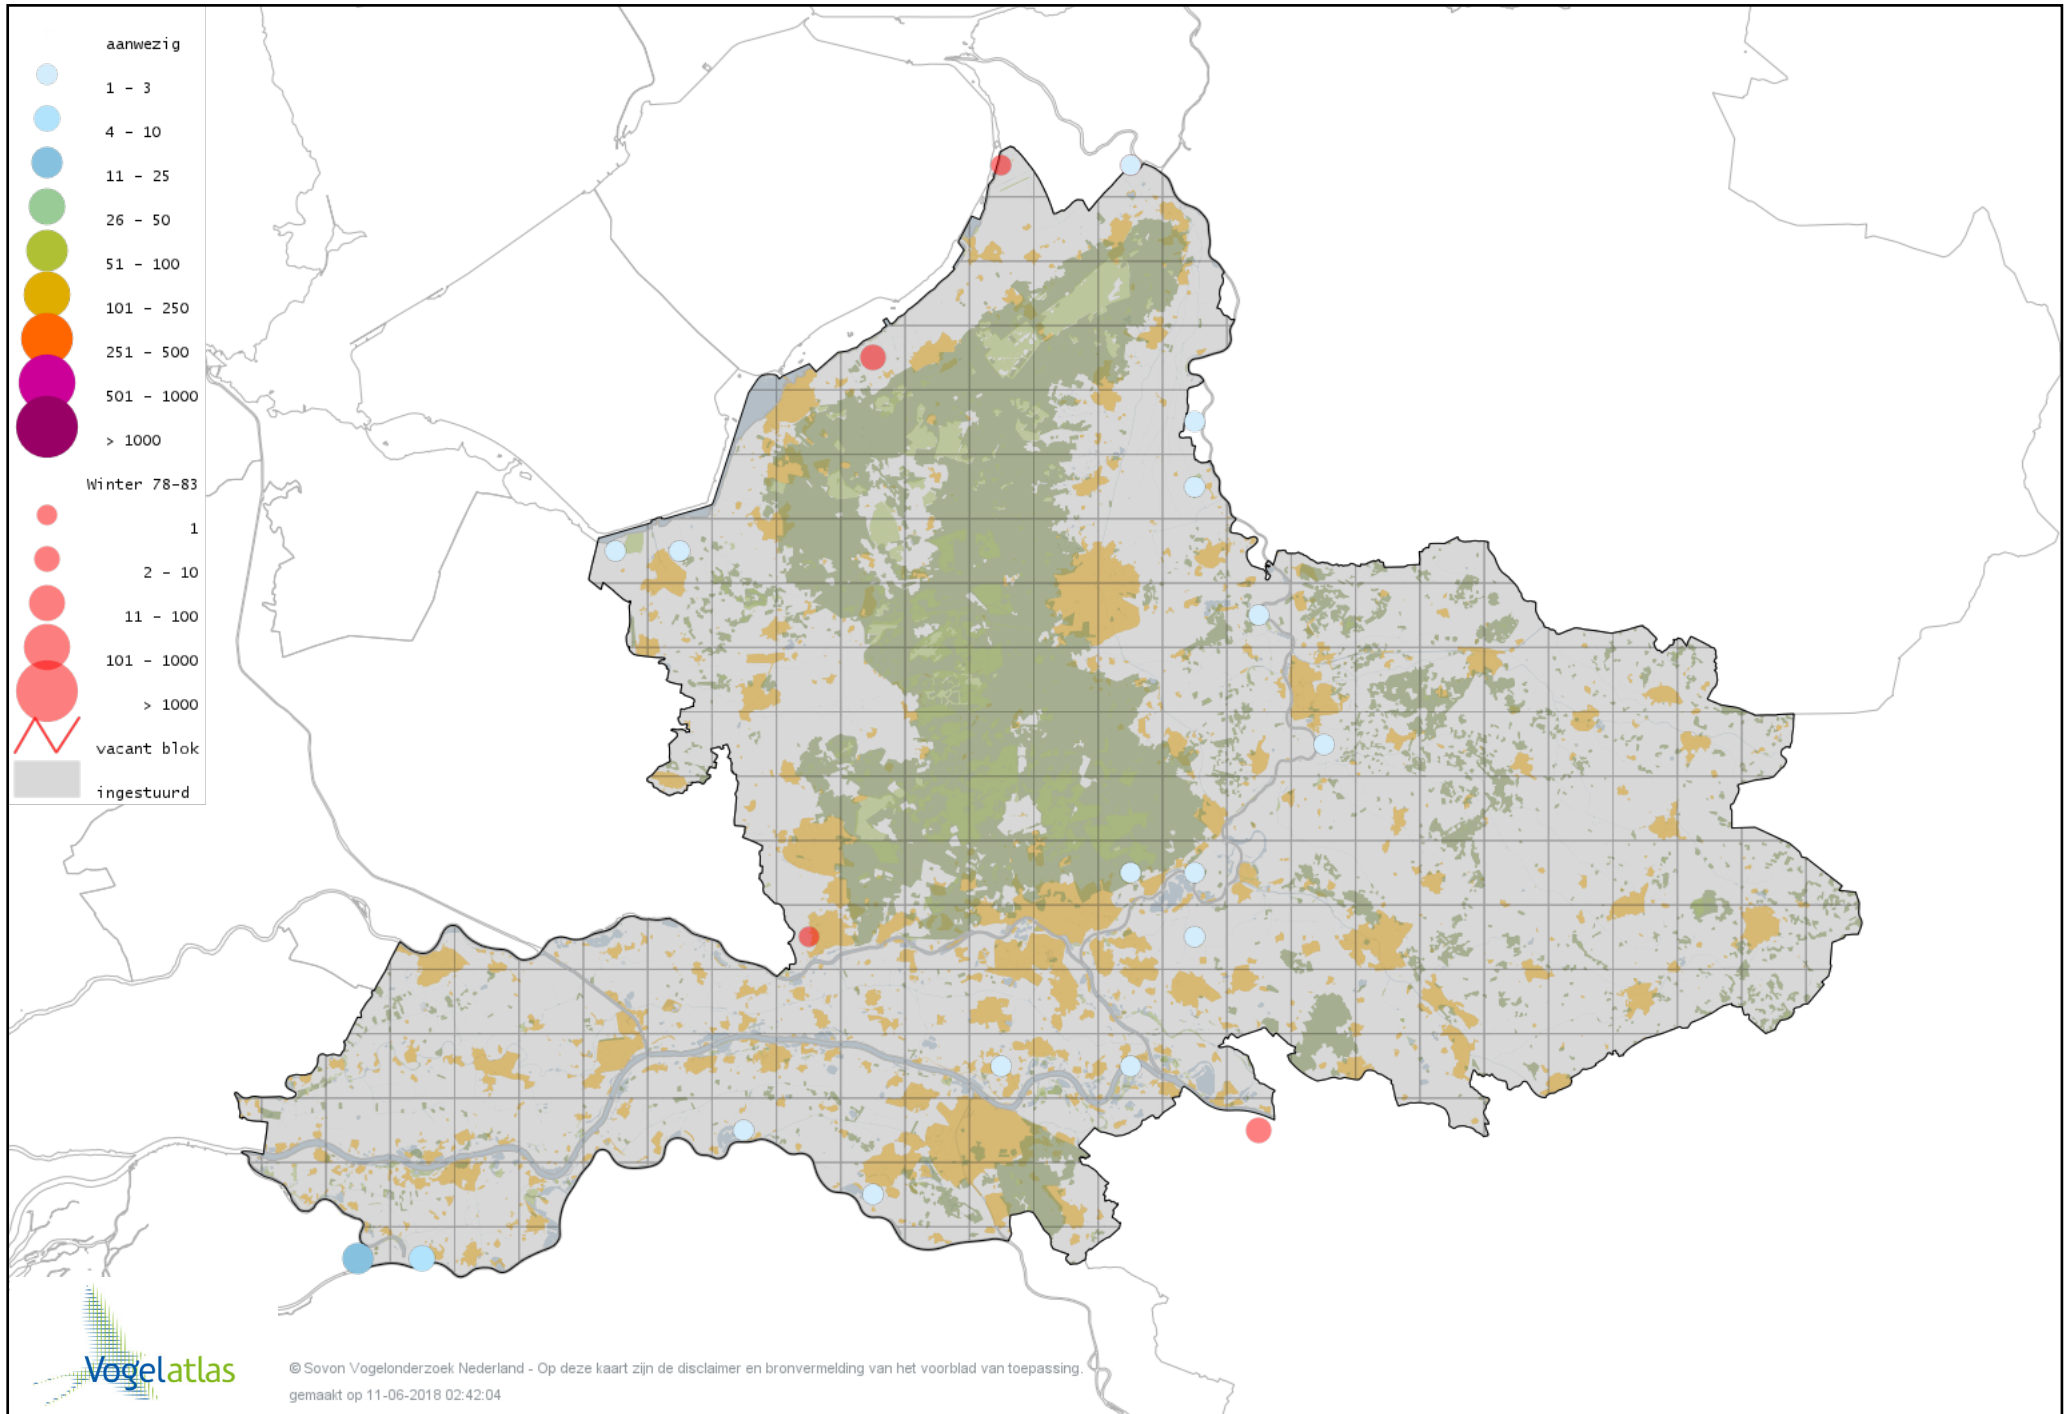 aanwezig
1 - 3
4 - 10
11 - 25
26 - 50
51 - 100
101 - 250
251 - 500
501 - 1000
> 1000
Winter 78-83
1
2 - 10
11 - 100
101 - 1000
> 1000
vacant blok
ingestuurd
Vogelatlas
© Sovon Vogelonderzoek Nederland - Op deze kaart zijn de disclaimer en bronvermelding van het voorblad van toepassing.
gemaakt op 11-06-2018 02:42:04